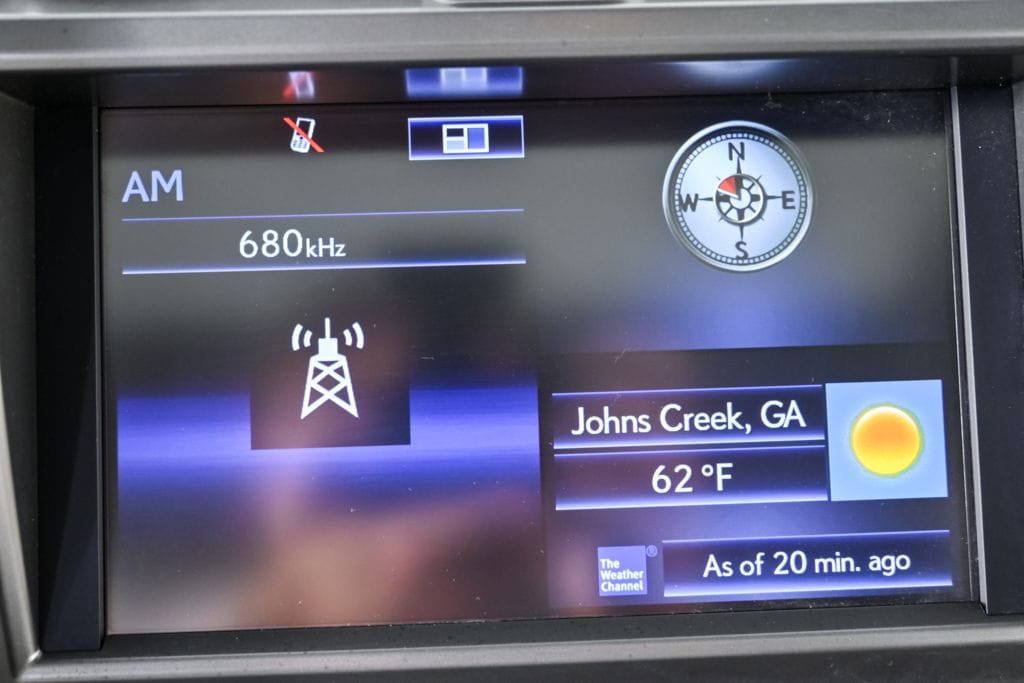 AM
680kHz
N
W E
S
Johns Creek, GA
62 °F
The
Weather
Channel
®
As of 20 min. ago